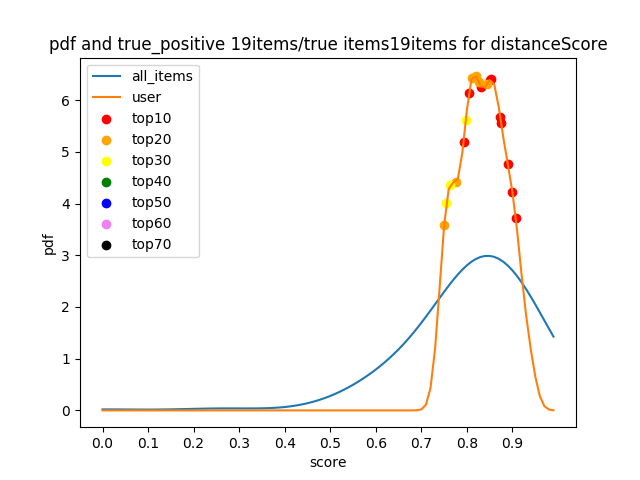 pdf and true_positive 19items/true items19items for distanceScore
all_items
user
top10
top20
top30
top40
top50
top60
top70
pdf
6
5
4
3
2
1
0
0.0 0.1 0.2 0.3 0.4 0.5 0.6 0.7 0.8 0.9
score